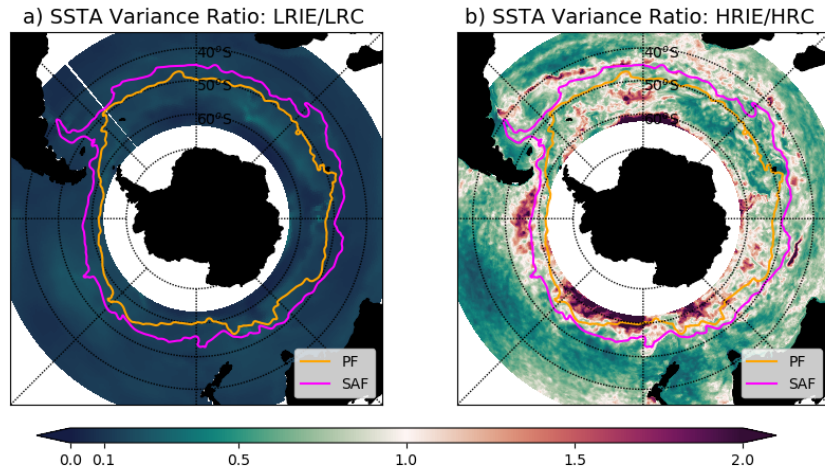 a) SSTA Variance Ratio: LRIE/LRC
b) SSTA Variance Ratio: HRIE/HRC
40°S
50°S
60°S
40°S
50°S
60°S
PF
SAF
PF
SAF
0.0 0.1 0.5 1.0 1.5 2.0